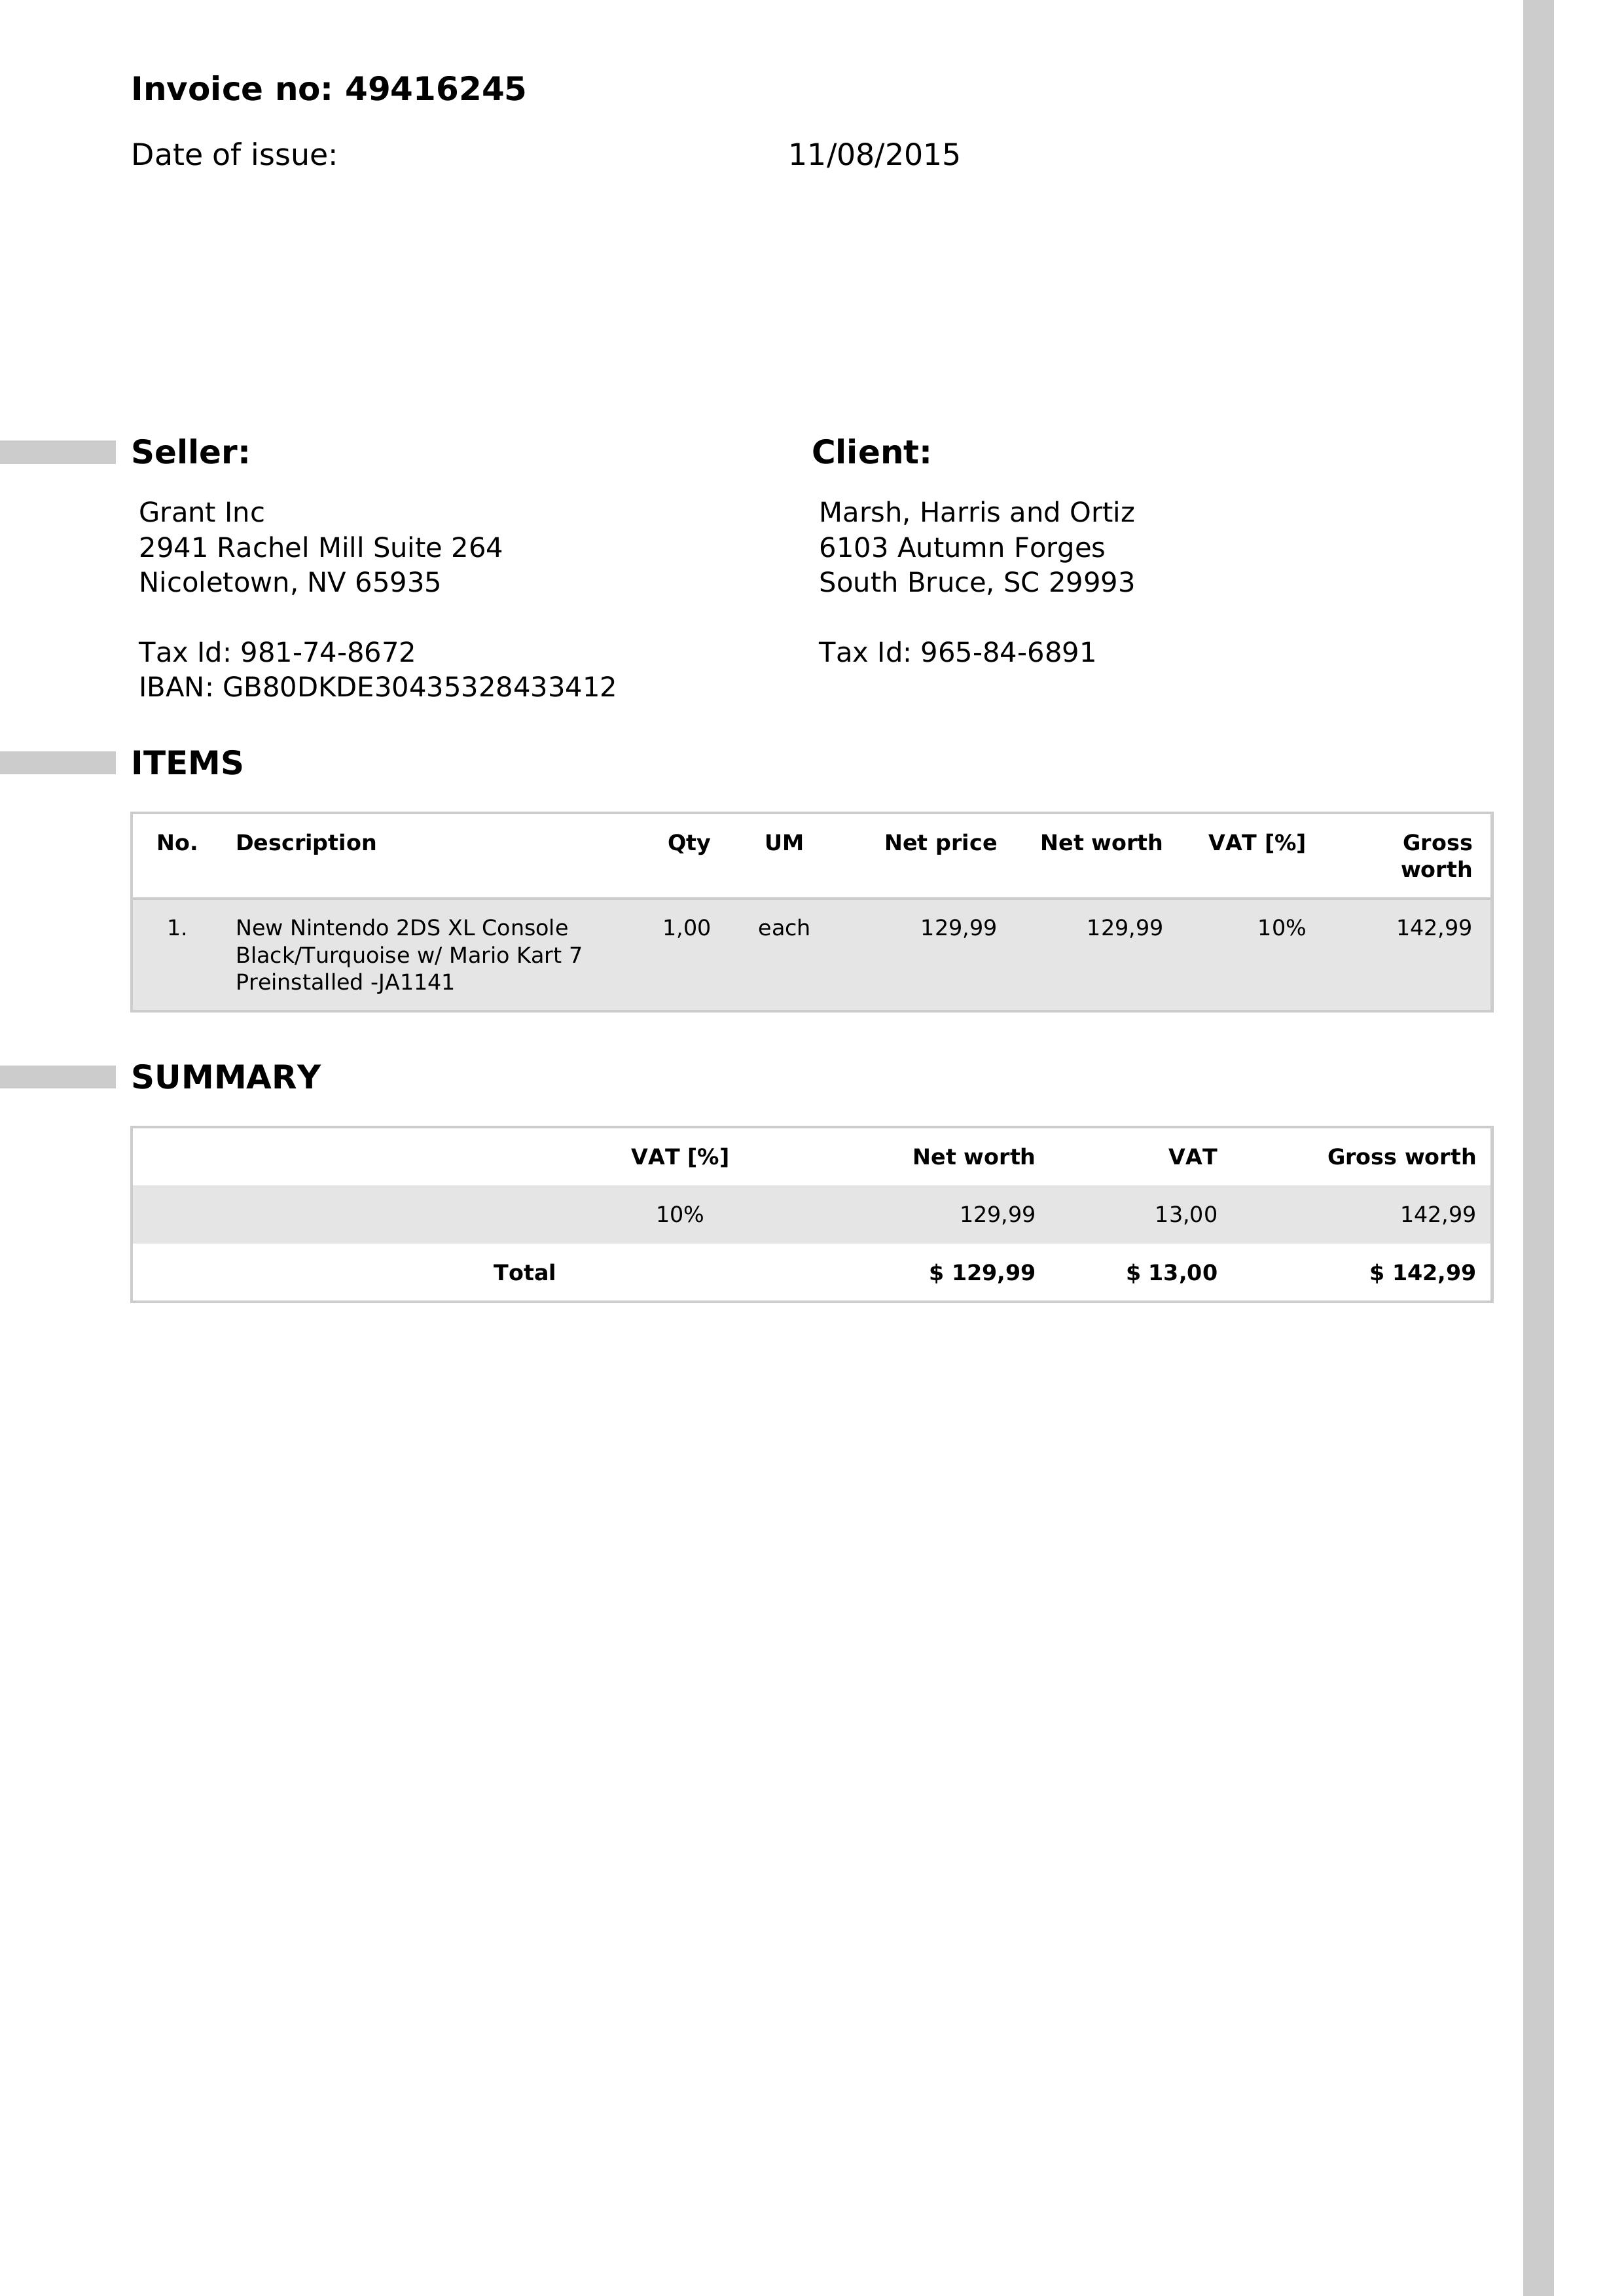 Invoice no: 49416245
Date of issue: 11/08/2015
Seller:
Grant Inc
2941 Rachel Mill Suite 264
Nicoletown, NV 65935
Tax Id: 981-74-8672
IBAN: GB80DKDE30435328433412
Client:
Marsh, Harris and Ortiz
6103 Autumn Forges
South Bruce, SC 29993
Tax Id: 965-84-6891
ITEMS
No. Description Qty UM Net price Net worth VAT [%] Gross
worth
1. New Nintendo 2DS XL Console 1,00 each 129,99 129,99 10% 142,99
Black/Turquoise w/ Mario Kart 7
Preinstalled -JA1141
SUMMARY
VAT [%] Net worth VAT Gross worth
10% 129,99 13,00 142,99
Total $ 129,99 $ 13,00 $ 142,99